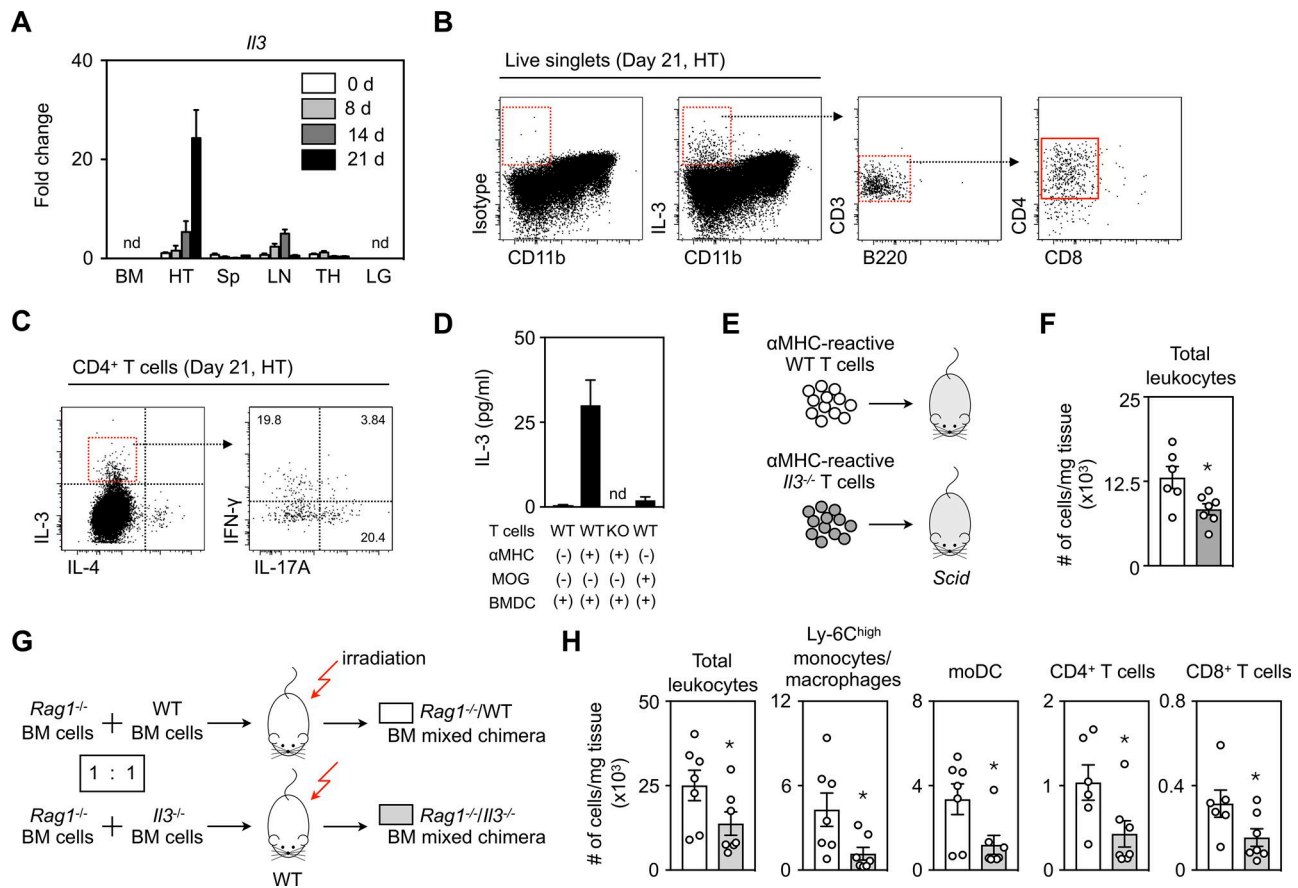 A
Il3
40
20
0
Fold change
0 d
8 d
14 d
21 d
nd
nd
BM HT Sp LN TH LG
B
Live singlets (Day 21, HT)
Isotype
CD11b
IL-3
CD11b
CD3
B220
CD4
CD8
C
CD4+ T cells (Day 21, HT)
IL-3
IL-4
19.8 3.84
20.4
IFN-γ
IL-17A
D
50
25
0
IL-3 (pg/ml)
nd
T cells WT WT KO WT
αMHC (-) (+) (+) (-)
MOG (-) (-) (-) (+)
BMDC (+) (+) (+) (+)
E
αMHC-reactive
WT T cells
αMHC-reactive
Il3-/- T cells
Scid
F
Total
leukocytes
25
12.5
0
# of cells/mg tissue
(x10³)
*
G
irradiation
Rag1-/-
BM cells
+
WT
BM cells
Rag1-/-/WT
BM mixed chimera
1 : 1
Rag1-/-
BM cells
+
Il3-/-
BM cells
Rag1-/-/Il3-/-
BM mixed chimera
WT
H
# of cells/mg tissue
(x10³)
Total
leukocytes
50
25
0
*
Ly-6Chigh
monocytes/
macrophages
12
6
0
*
moDC
8
4
0
*
CD4+ T cells
2
1
0
*
CD8+ T cells
0.8
0.4
0
*